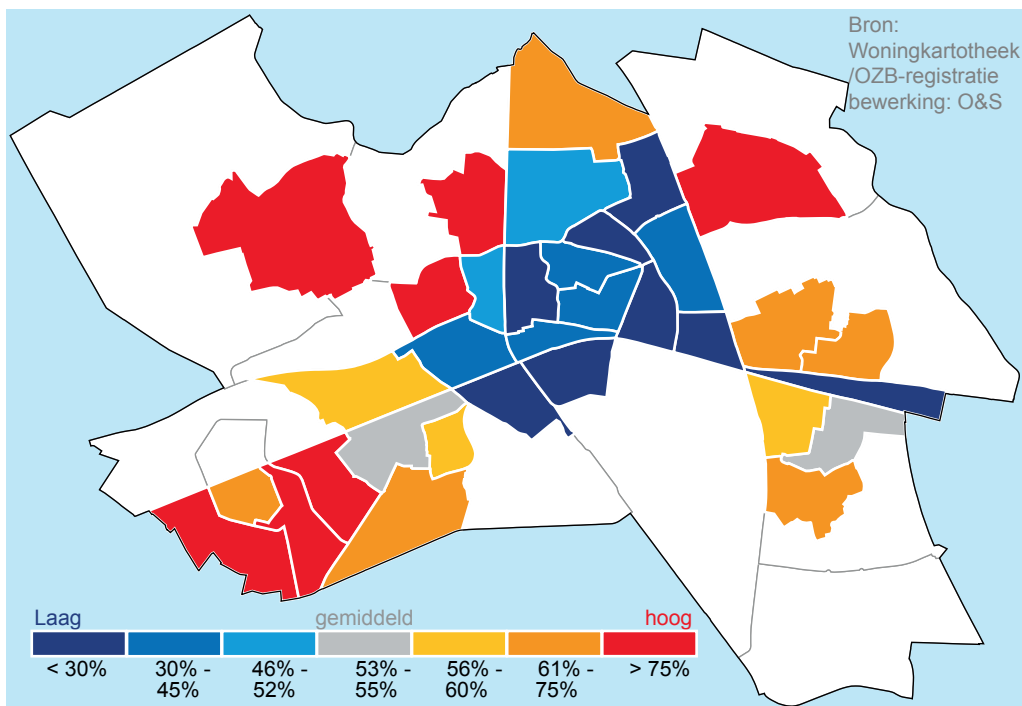 Bron:
Woningkartotheek
/OZB-registratie
bewerking: O&S
Laag gemiddeld hoog
< 30% 30% - 46% - 53% - 56% - 61% - > 75%
45% 52% 55% 60% 75%